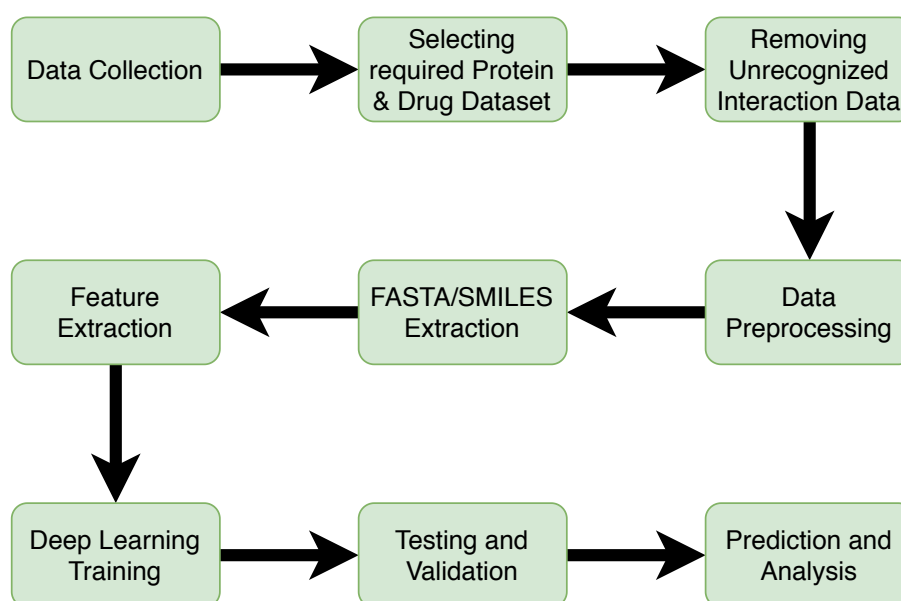 Data Collection
Selecting
required Protein
& Drug Dataset
Removing
Unrecognized
Interaction Data
Data
Preprocessing
FASTA/SMILES
Extraction
Feature
Extraction
Deep Learning
Training
Testing and
Validation
Prediction and
Analysis